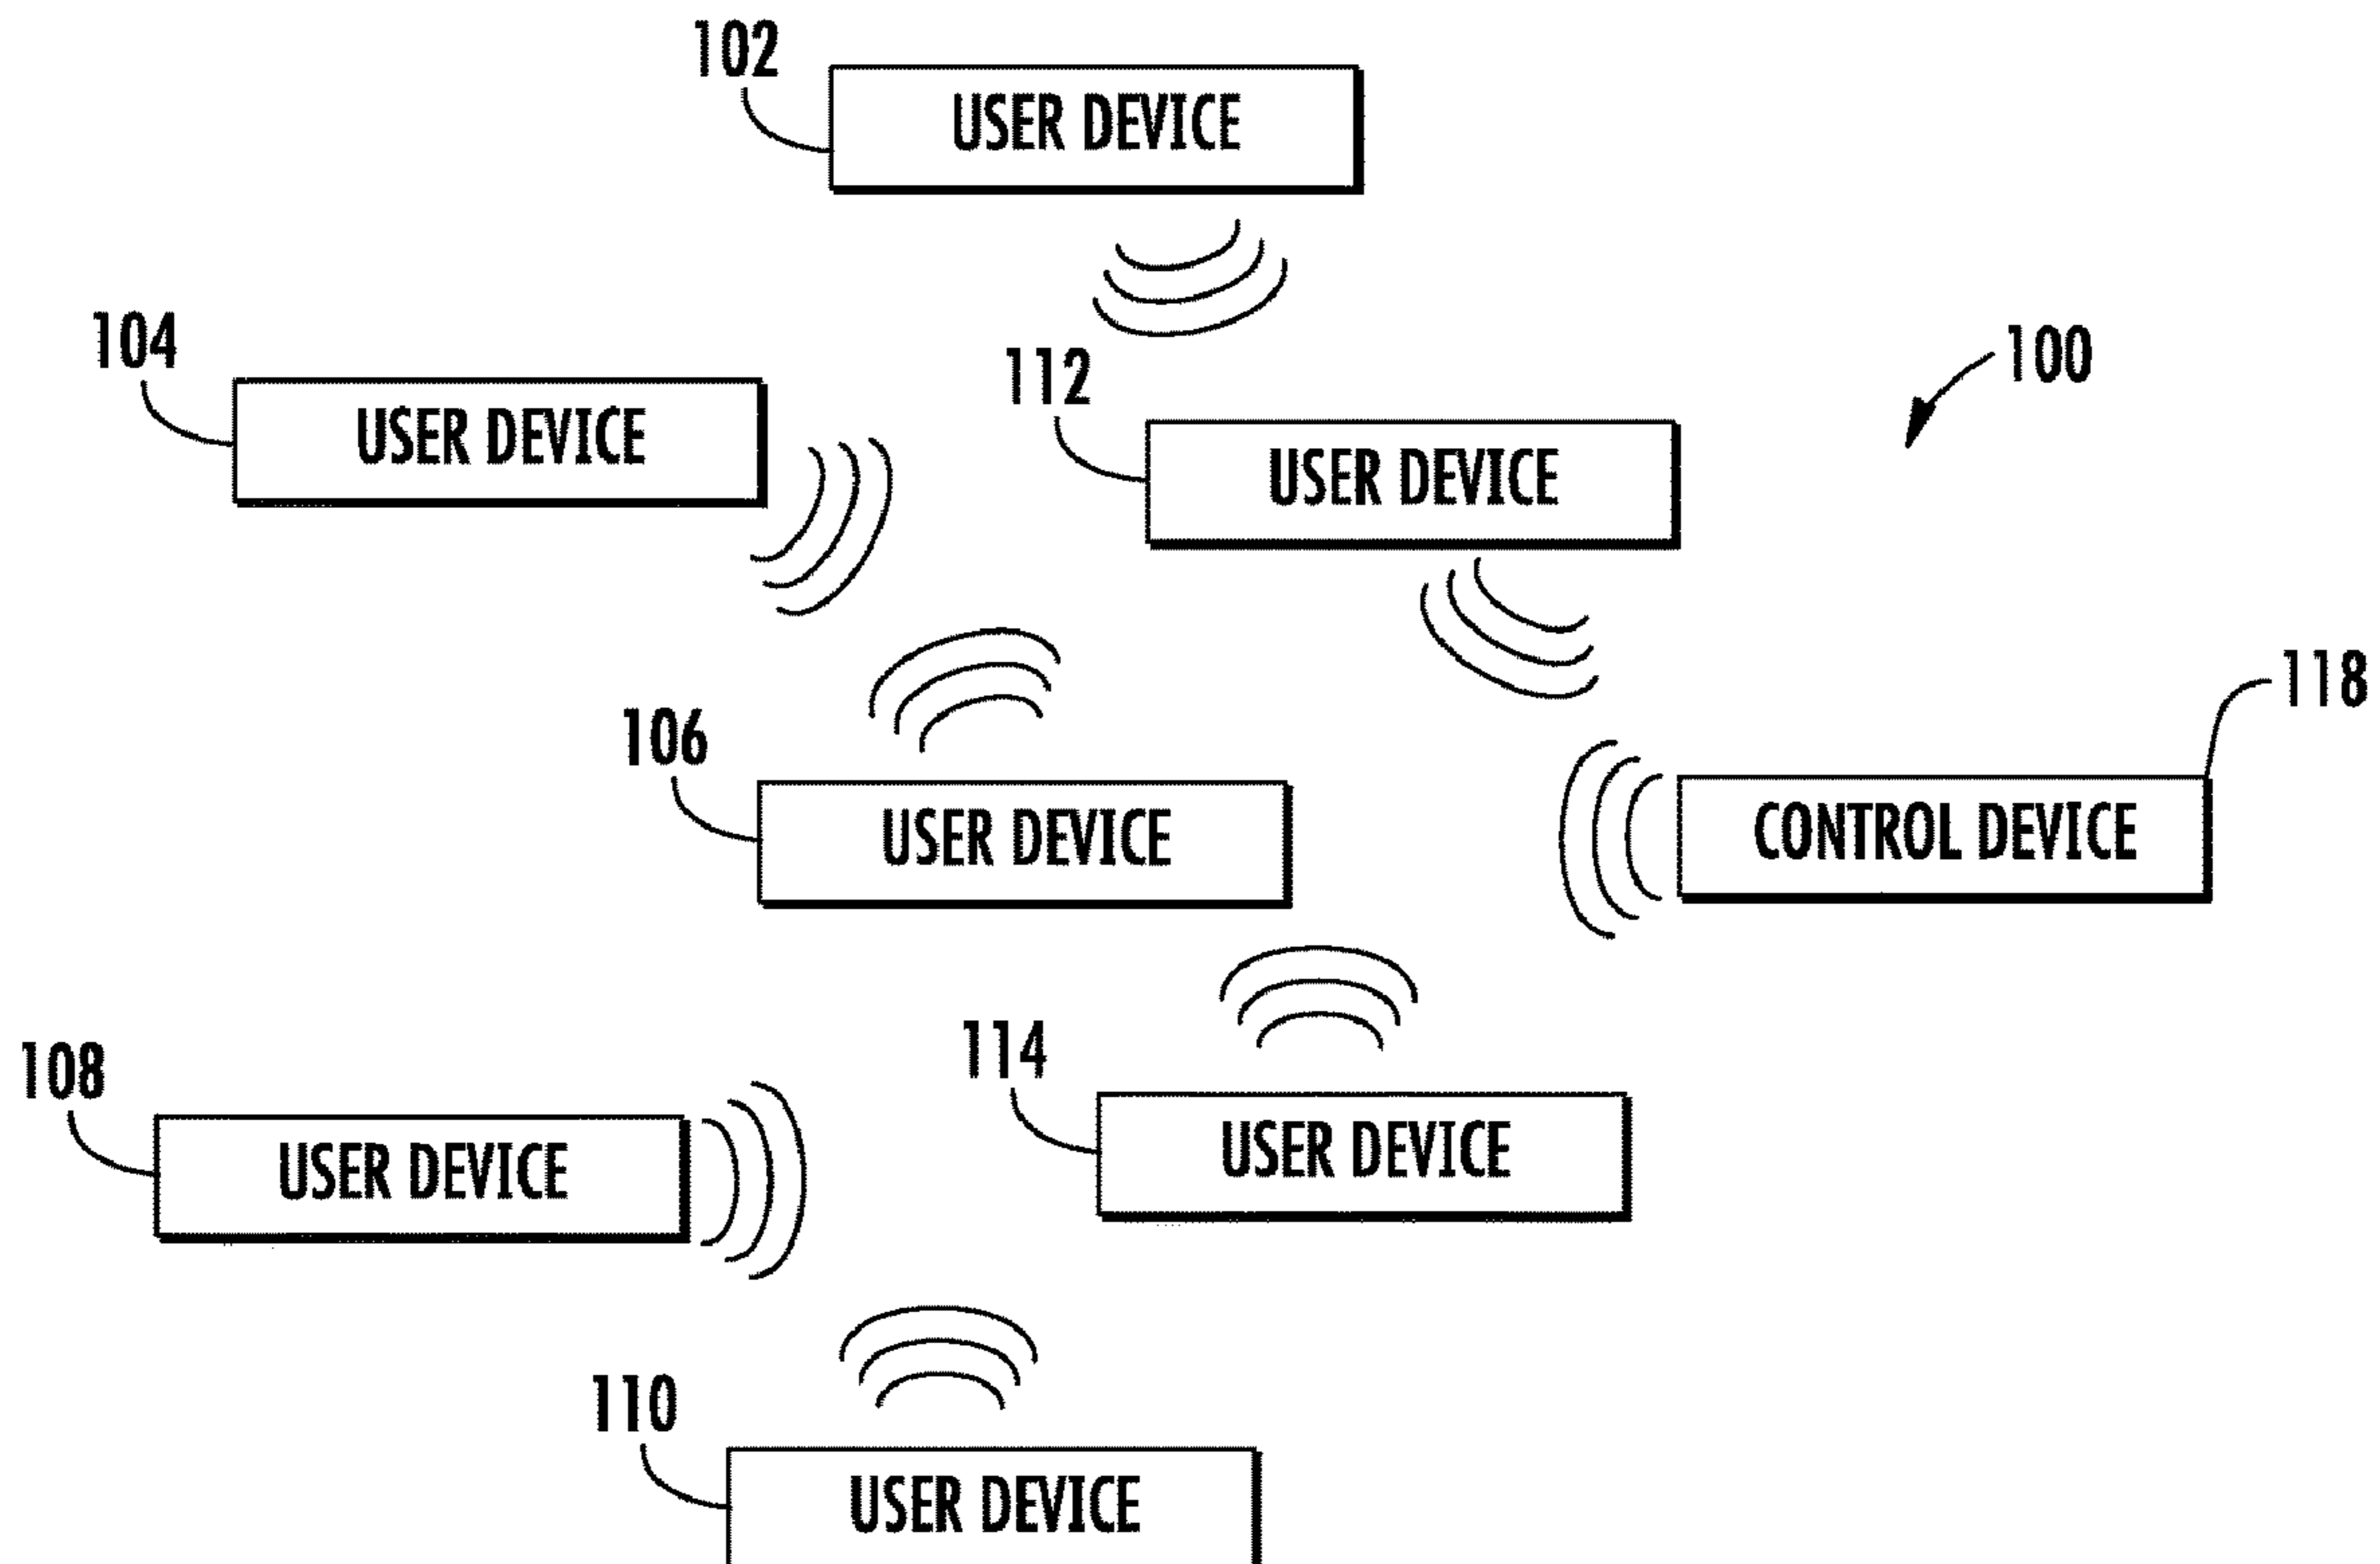 102
USER DEVICE
104
USER DEVICE
112
USER DEVICE
100
106
USER DEVICE
118
CONTROL DEVICE
108
USER DEVICE
114
USER DEVICE
110
USER DEVICE